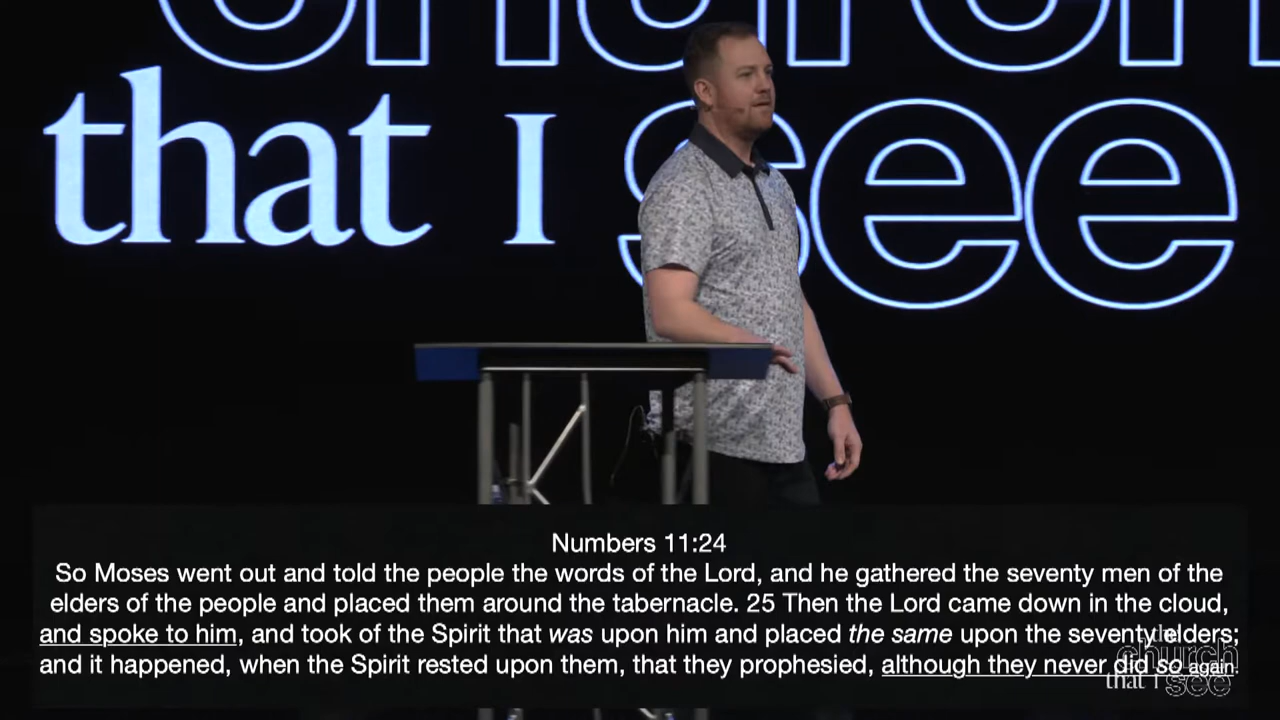 church
that I see
Numbers 11:24
So Moses went out and told the people the words of the Lord, and he gathered the seventy men of the
elders of the people and placed them around the tabernacle. 25 Then the Lord came down in the cloud,
and spoke to him, and took of the Spirit that was upon him and placed the same upon the seventy elders;
and it happened, when the Spirit rested upon them, that they prophesied, although they never did so again.
the
church
that I see